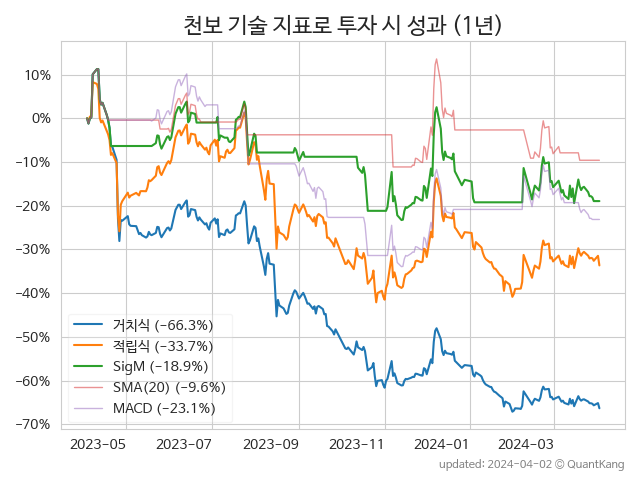 천보 기술 지표로 투자 시 성과 (1년)
10%
0%
−10%
−20%
−30%
−40%
−50%
−60%
−70%
거치식 (−66.3%)
적립식 (−33.7%)
SigM (−18.9%)
SMA(20) (−9.6%)
MACD (−23.1%)
2023-05 2023-07 2023-09 2023-11 2024-01 2024-03
updated: 2024-04-02 @ QuantKang